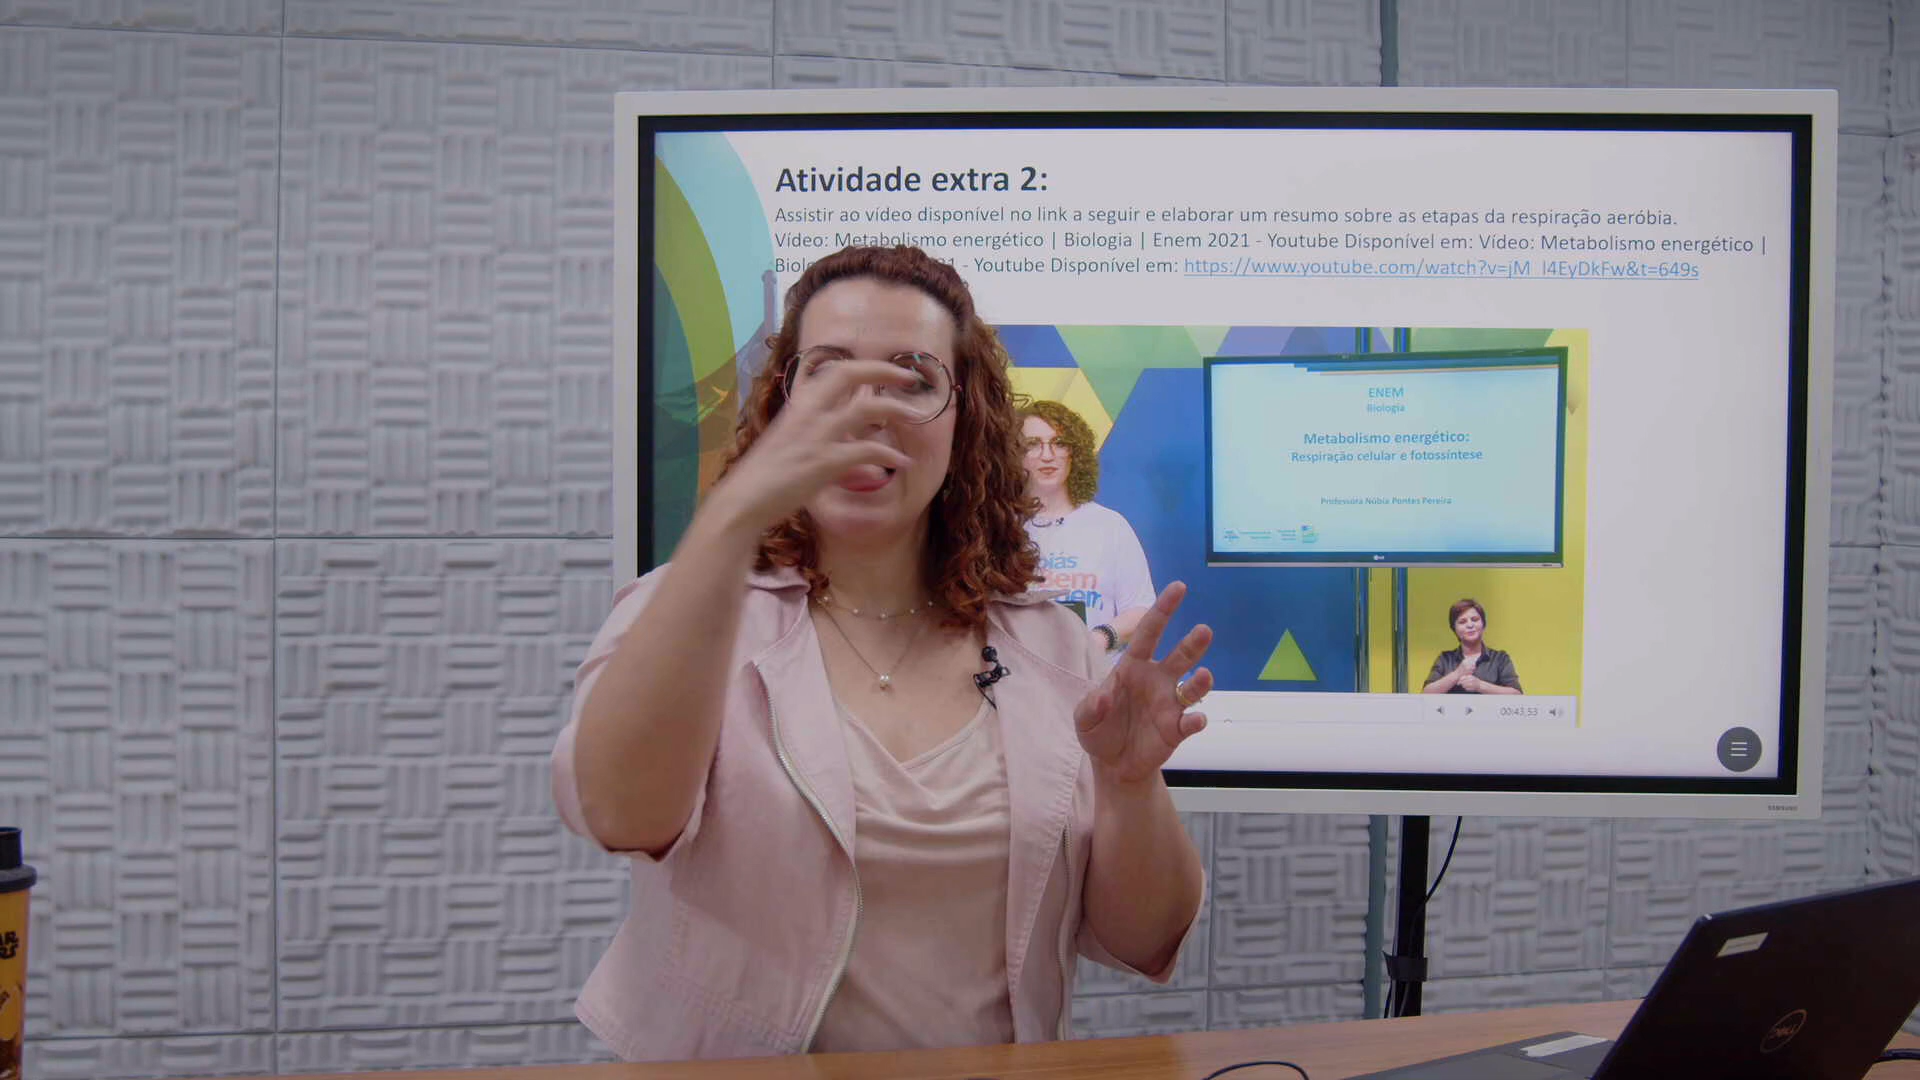 Atividade extra 2:
Assistir ao vídeo disponível no link a seguir e elaborar um resumo sobre as etapas da respiração aeróbia.
Vídeo: Metabolismo energético | Biologia | Enem 2021 - Youtube Disponível em: Vídeo: Metabolismo energético |
- Youtube Disponível em: https://www.youtube.com/watch?v=jM_l4EyDkFw&t=649s
ENEM
Biologia
Metabolismo energético:
Respiração celular e fotossíntese
Professora Núbia Pontes Pereira
00:43,53
SAMSUNG
DELL